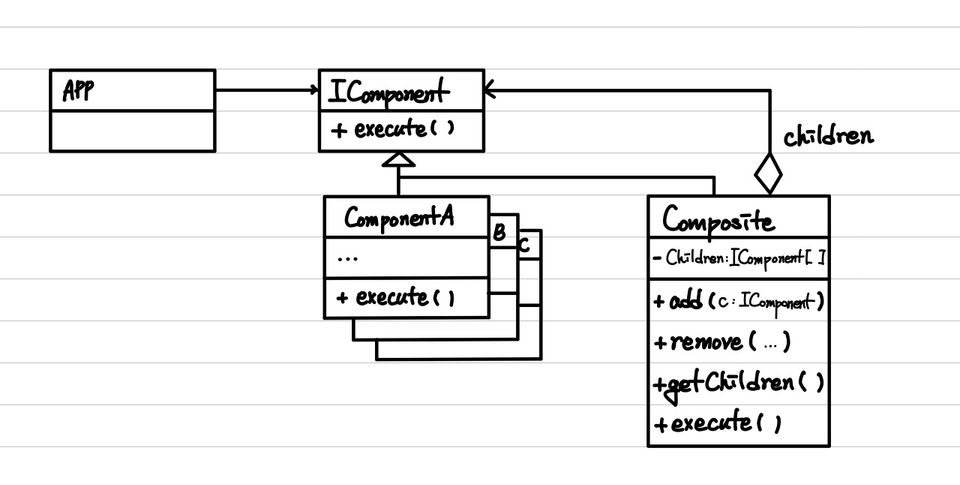 APP
IComponent
+ execute( )
children
ComponentA
...
+ execute( )
B
C
Composite
- Children:IComponent[ ]
+ add(c:IComponent)
+ remove(...)
+ getChildren( )
+ execute( )